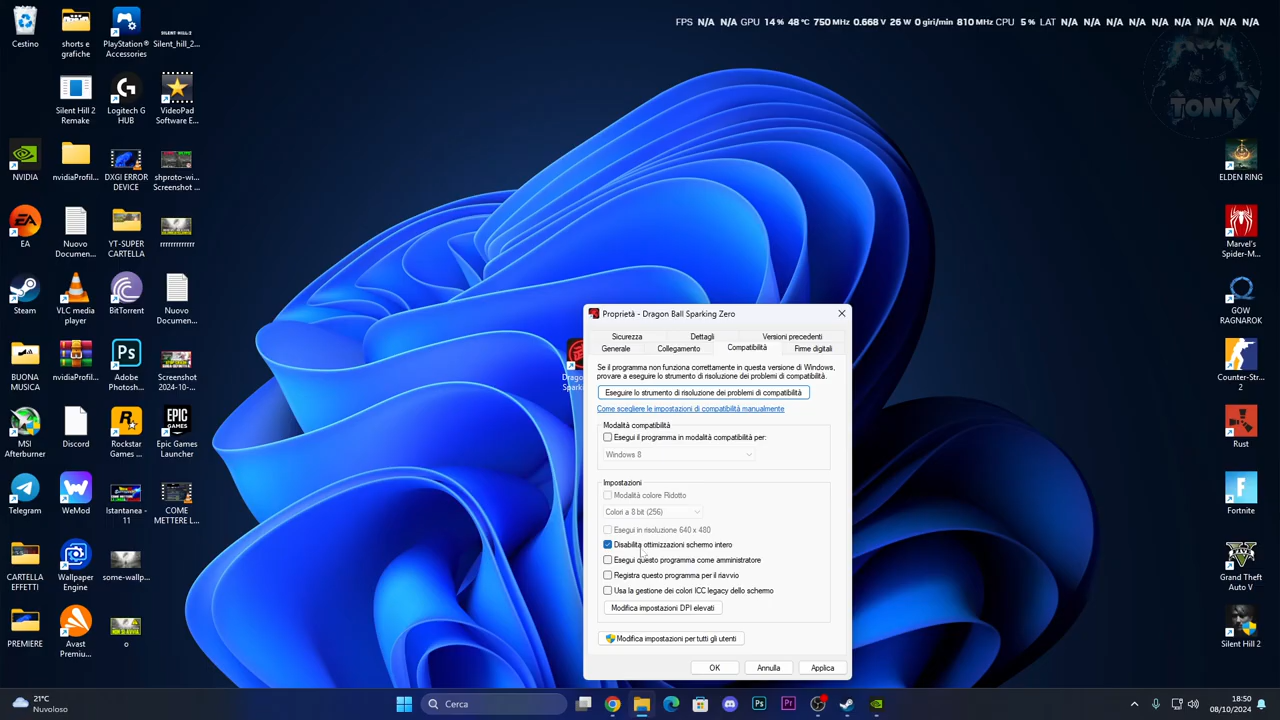 FPS N/A N/A GPU 14 % 48 °C 750 MHz 0.668 V 26 W 0 giri/min 810 MHz CPU 5 % LAT N/A N/A N/A N/A N/A N/A N/A N/A N/A
Cestino
shorts e
grafiche
PlayStation®
Accessories
SILENT HILL 2
Silent_hill_2...
TONY
Silent Hill 2
Remake
Logitech G
HUB
VideoPad
Software E...
NVIDIA
nvidiaProfil...
DXGI ERROR
DEVICE
shproto-wi...
Screenshot ...
ELDEN RING
EA
Nuovo
Documen...
YT-SUPER
CARTELLA
rrrrrrrrrrrrr
Marvel's
Spider-M...
Steam
VLC media
player
BitTorrent
Nuovo
Documen...
GOW
RAGNAROK
BUONA
MUSICA
nvidiaProfil...
Ps
Adobe
Photosh...
Screenshot
2024-10-...
Counter-Str...
2
MSI
Afterburner
Discord
Rockstar
Games ...
EPIC
GAMES
Epic Games
Launcher
Rust
Telegram
WeMod
Istantanea
- 11
COME
METTERE L...
Fortnite
CARTELLA
EFFETTI
Wallpaper
Engine
some-wallp...
Grand Theft
Auto V
PREMIERE
Avast
Premiu...
o
Silent Hill 2
Proprietà - Dragon Ball Sparking Zero
Sicurezza Dettagli Versioni precedenti
Generale Collegamento Compatibilità Firme digitali
Se il programma non funziona correttamente in questa versione di Windows,
provare a eseguire lo strumento di risoluzione dei problemi di compatibilità.
Eseguire lo strumento di risoluzione dei problemi di compatibilità
Come scegliere le impostazioni di compatibilità manualmente
Modalità compatibilità
Esegui il programma in modalità compatibilità per:
Windows 8
Impostazioni
Modalità colore Ridotto
Colori a 8 bit (256)
Esegui in risoluzione 640 x 480
Disabilita ottimizzazioni schermo intero
Esegui questo programma come amministratore
Registra questo programma per il riavvio
Usa la gestione dei colori ICC legacy dello schermo
Modifica impostazioni DPI elevati
Modifica impostazioni per tutti gli utenti
OK Annulla Applica
21°C
Nuvoloso
Cerca
Ps
Pr
18:50
08/10/2024